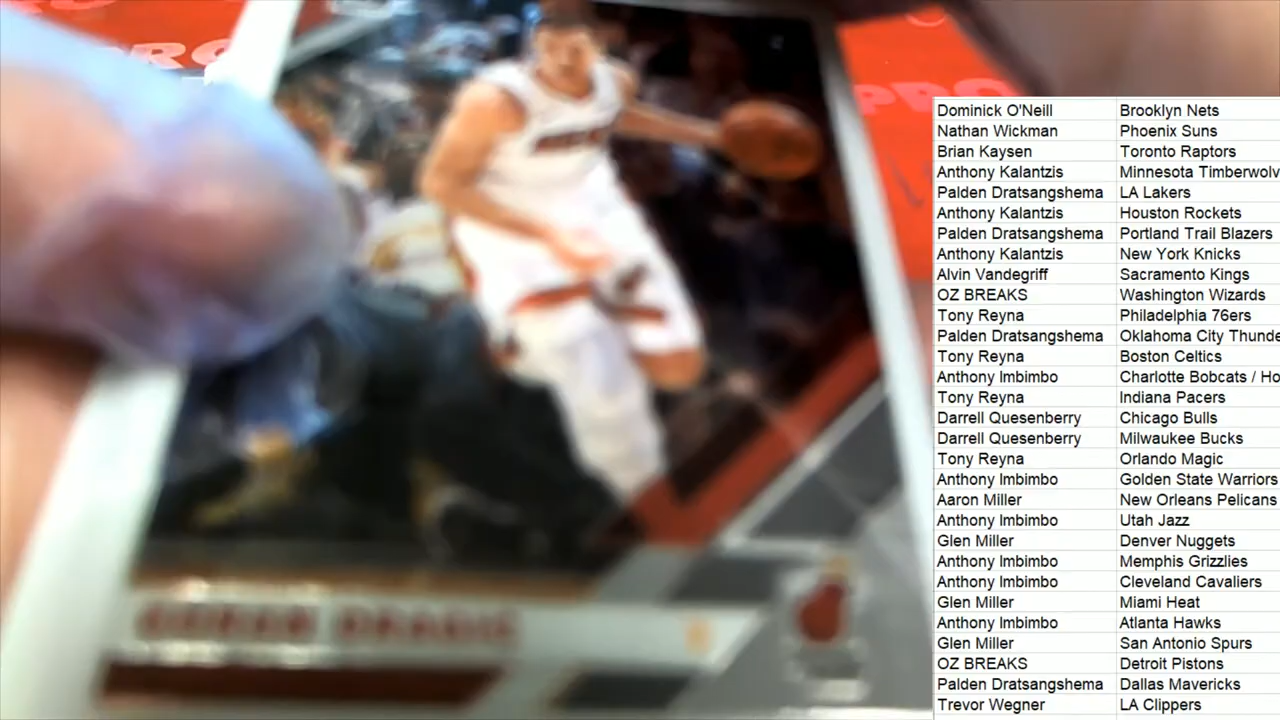 PRO
PRO
GORAN DRAGIC
Dominick O'Neill Brooklyn Nets
Nathan Wickman Phoenix Suns
Brian Kaysen Toronto Raptors
Anthony Kalantzis Minnesota Timberwolv
Palden Dratsangshema LA Lakers
Anthony Kalantzis Houston Rockets
Palden Dratsangshema Portland Trail Blazers
Anthony Kalantzis New York Knicks
Alvin Vandegriff Sacramento Kings
OZ BREAKS Washington Wizards
Tony Reyna Philadelphia 76ers
Palden Dratsangshema Oklahoma City Thunde
Tony Reyna Boston Celtics
Anthony Imbimbo Charlotte Bobcats / Ho
Tony Reyna Indiana Pacers
Darrell Quesenberry Chicago Bulls
Darrell Quesenberry Milwaukee Bucks
Tony Reyna Orlando Magic
Anthony Imbimbo Golden State Warriors
Aaron Miller New Orleans Pelicans
Anthony Imbimbo Utah Jazz
Glen Miller Denver Nuggets
Anthony Imbimbo Memphis Grizzlies
Anthony Imbimbo Cleveland Cavaliers
Glen Miller Miami Heat
Anthony Imbimbo Atlanta Hawks
Glen Miller San Antonio Spurs
OZ BREAKS Detroit Pistons
Palden Dratsangshema Dallas Mavericks
Trevor Wegner LA Clippers